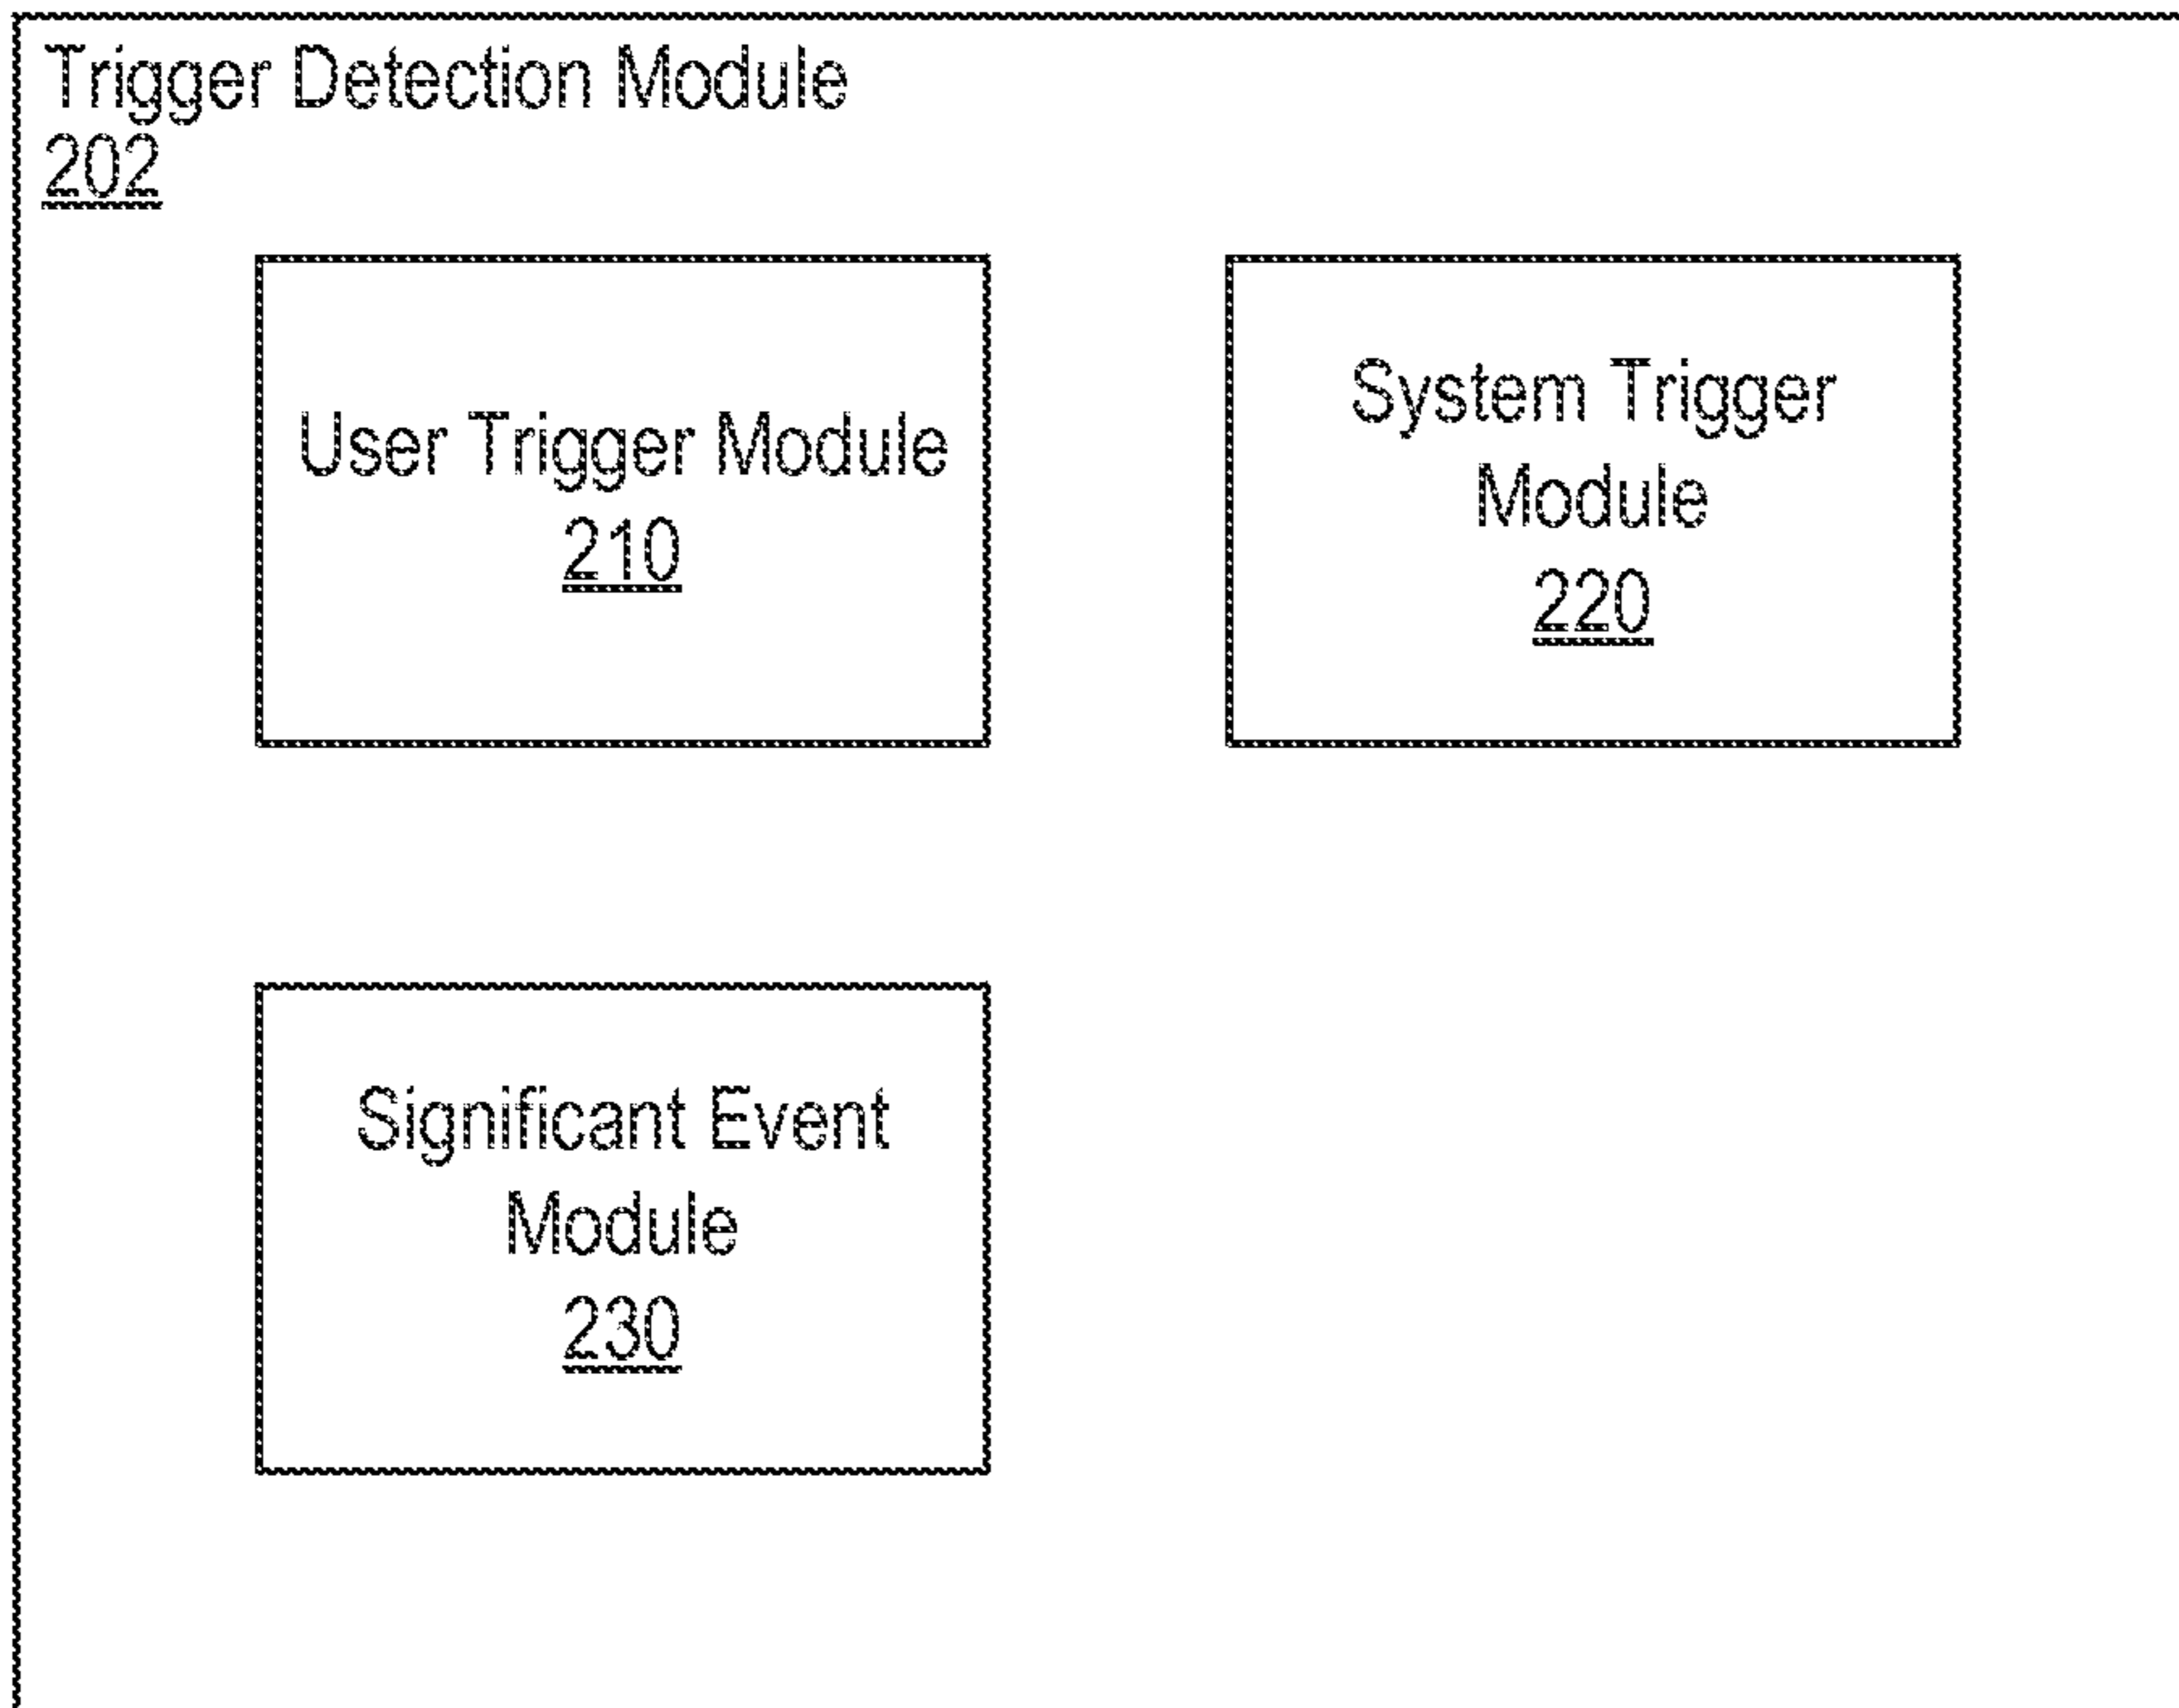 Trigger Detection Module
202
User Trigger Module
210
System Trigger
Module
220
Significant Event
Module
230